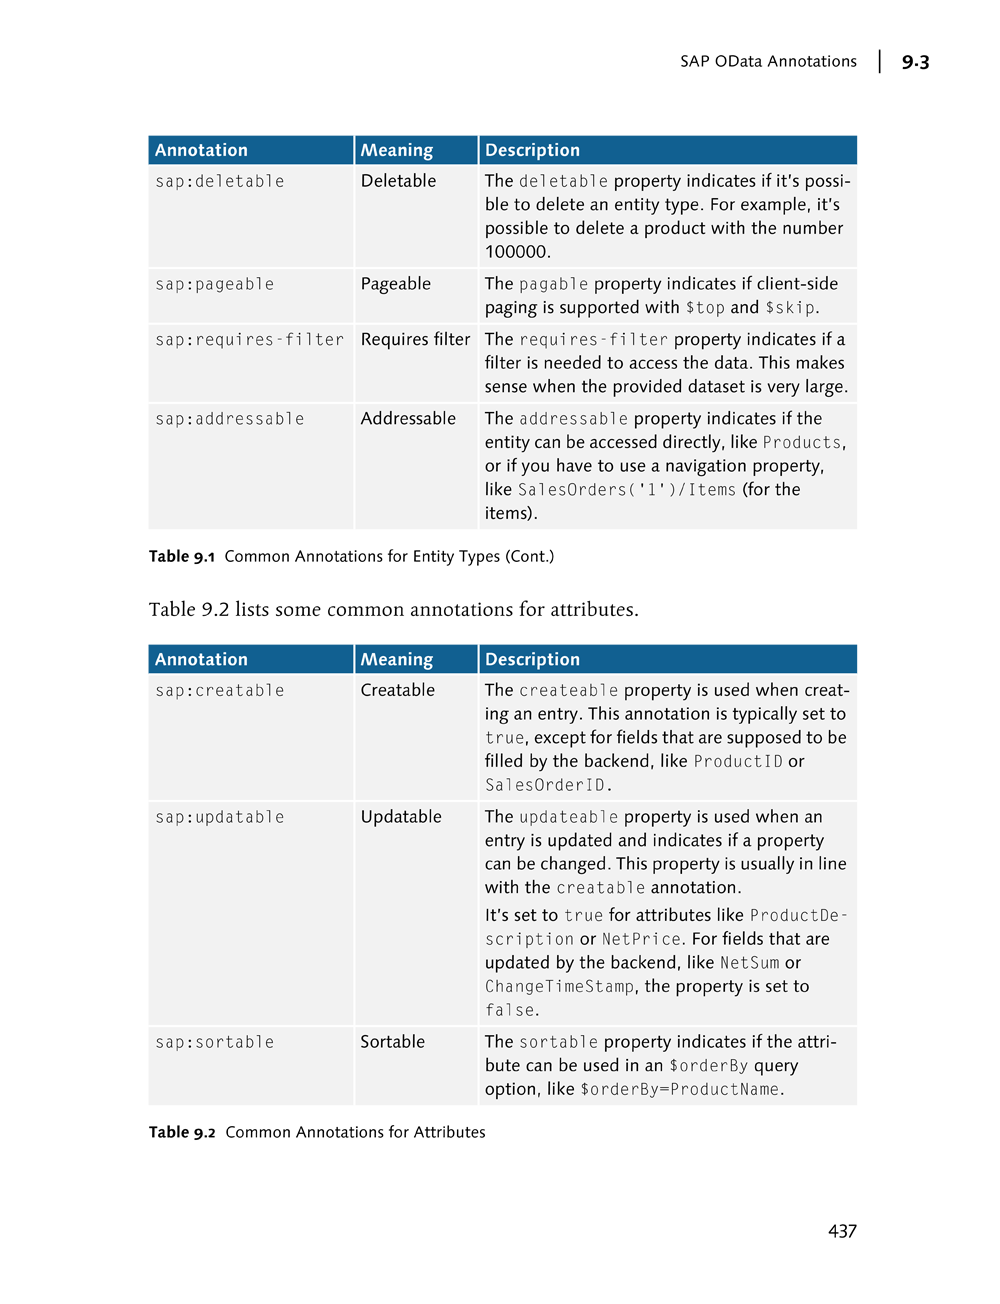 SAP OData Annotations | 9.3
Annotation Meaning Description
sap:deletable Deletable The deletable property indicates if it's possi-
ble to delete an entity type. For example, it's
possible to delete a product with the number
100000.
sap:pageable Pageable The pagable property indicates if client-side
paging is supported with $top and $skip.
sap:requires-filter Requires filter The requires-filter property indicates if a
filter is needed to access the data. This makes
sense when the provided dataset is very large.
sap:addressable Addressable The addressable property indicates if the
entity can be accessed directly, like Products,
or if you have to use a navigation property,
like SalesOrders('1')/Items (for the
items).
Table 9.1 Common Annotations for Entity Types (Cont.)
Table 9.2 lists some common annotations for attributes.
Annotation Meaning Description
sap:creatable Creatable The createable property is used when creat-
ing an entry. This annotation is typically set to
true, except for fields that are supposed to be
filled by the backend, like ProductID or
SalesOrderID.
sap:updatable Updatable The updateable property is used when an
entry is updated and indicates if a property
can be changed. This property is usually in line
with the creatable annotation.
It's set to true for attributes like ProductDe-
scription or NetPrice. For fields that are
updated by the backend, like NetSum or
ChangeTimeStamp, the property is set to
false.
sap:sortable Sortable The sortable property indicates if the attri-
bute can be used in an $orderBy query
option, like $orderBy=ProductName.
Table 9.2 Common Annotations for Attributes
437